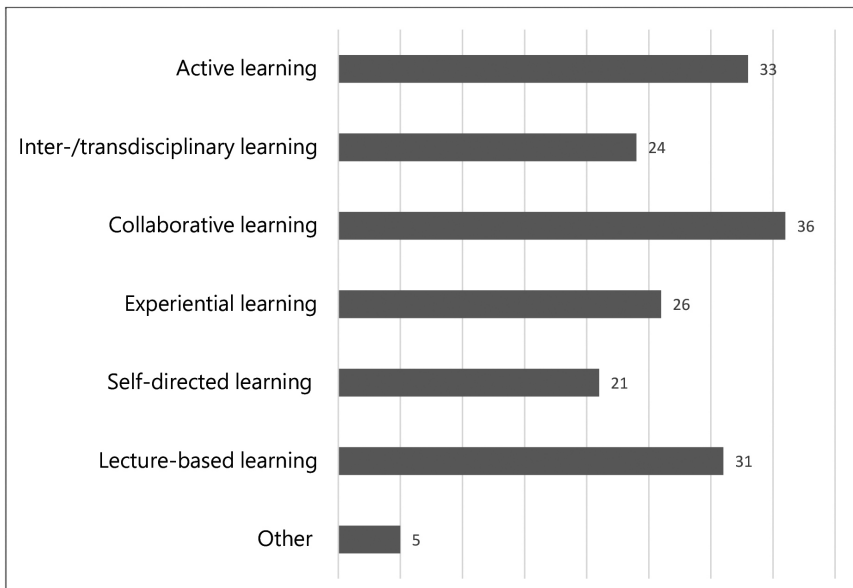 Active learning 33
Inter-/transdisciplinary learning 24
Collaborative learning 36
Experiential learning 26
Self-directed learning 21
Lecture-based learning 31
Other 5